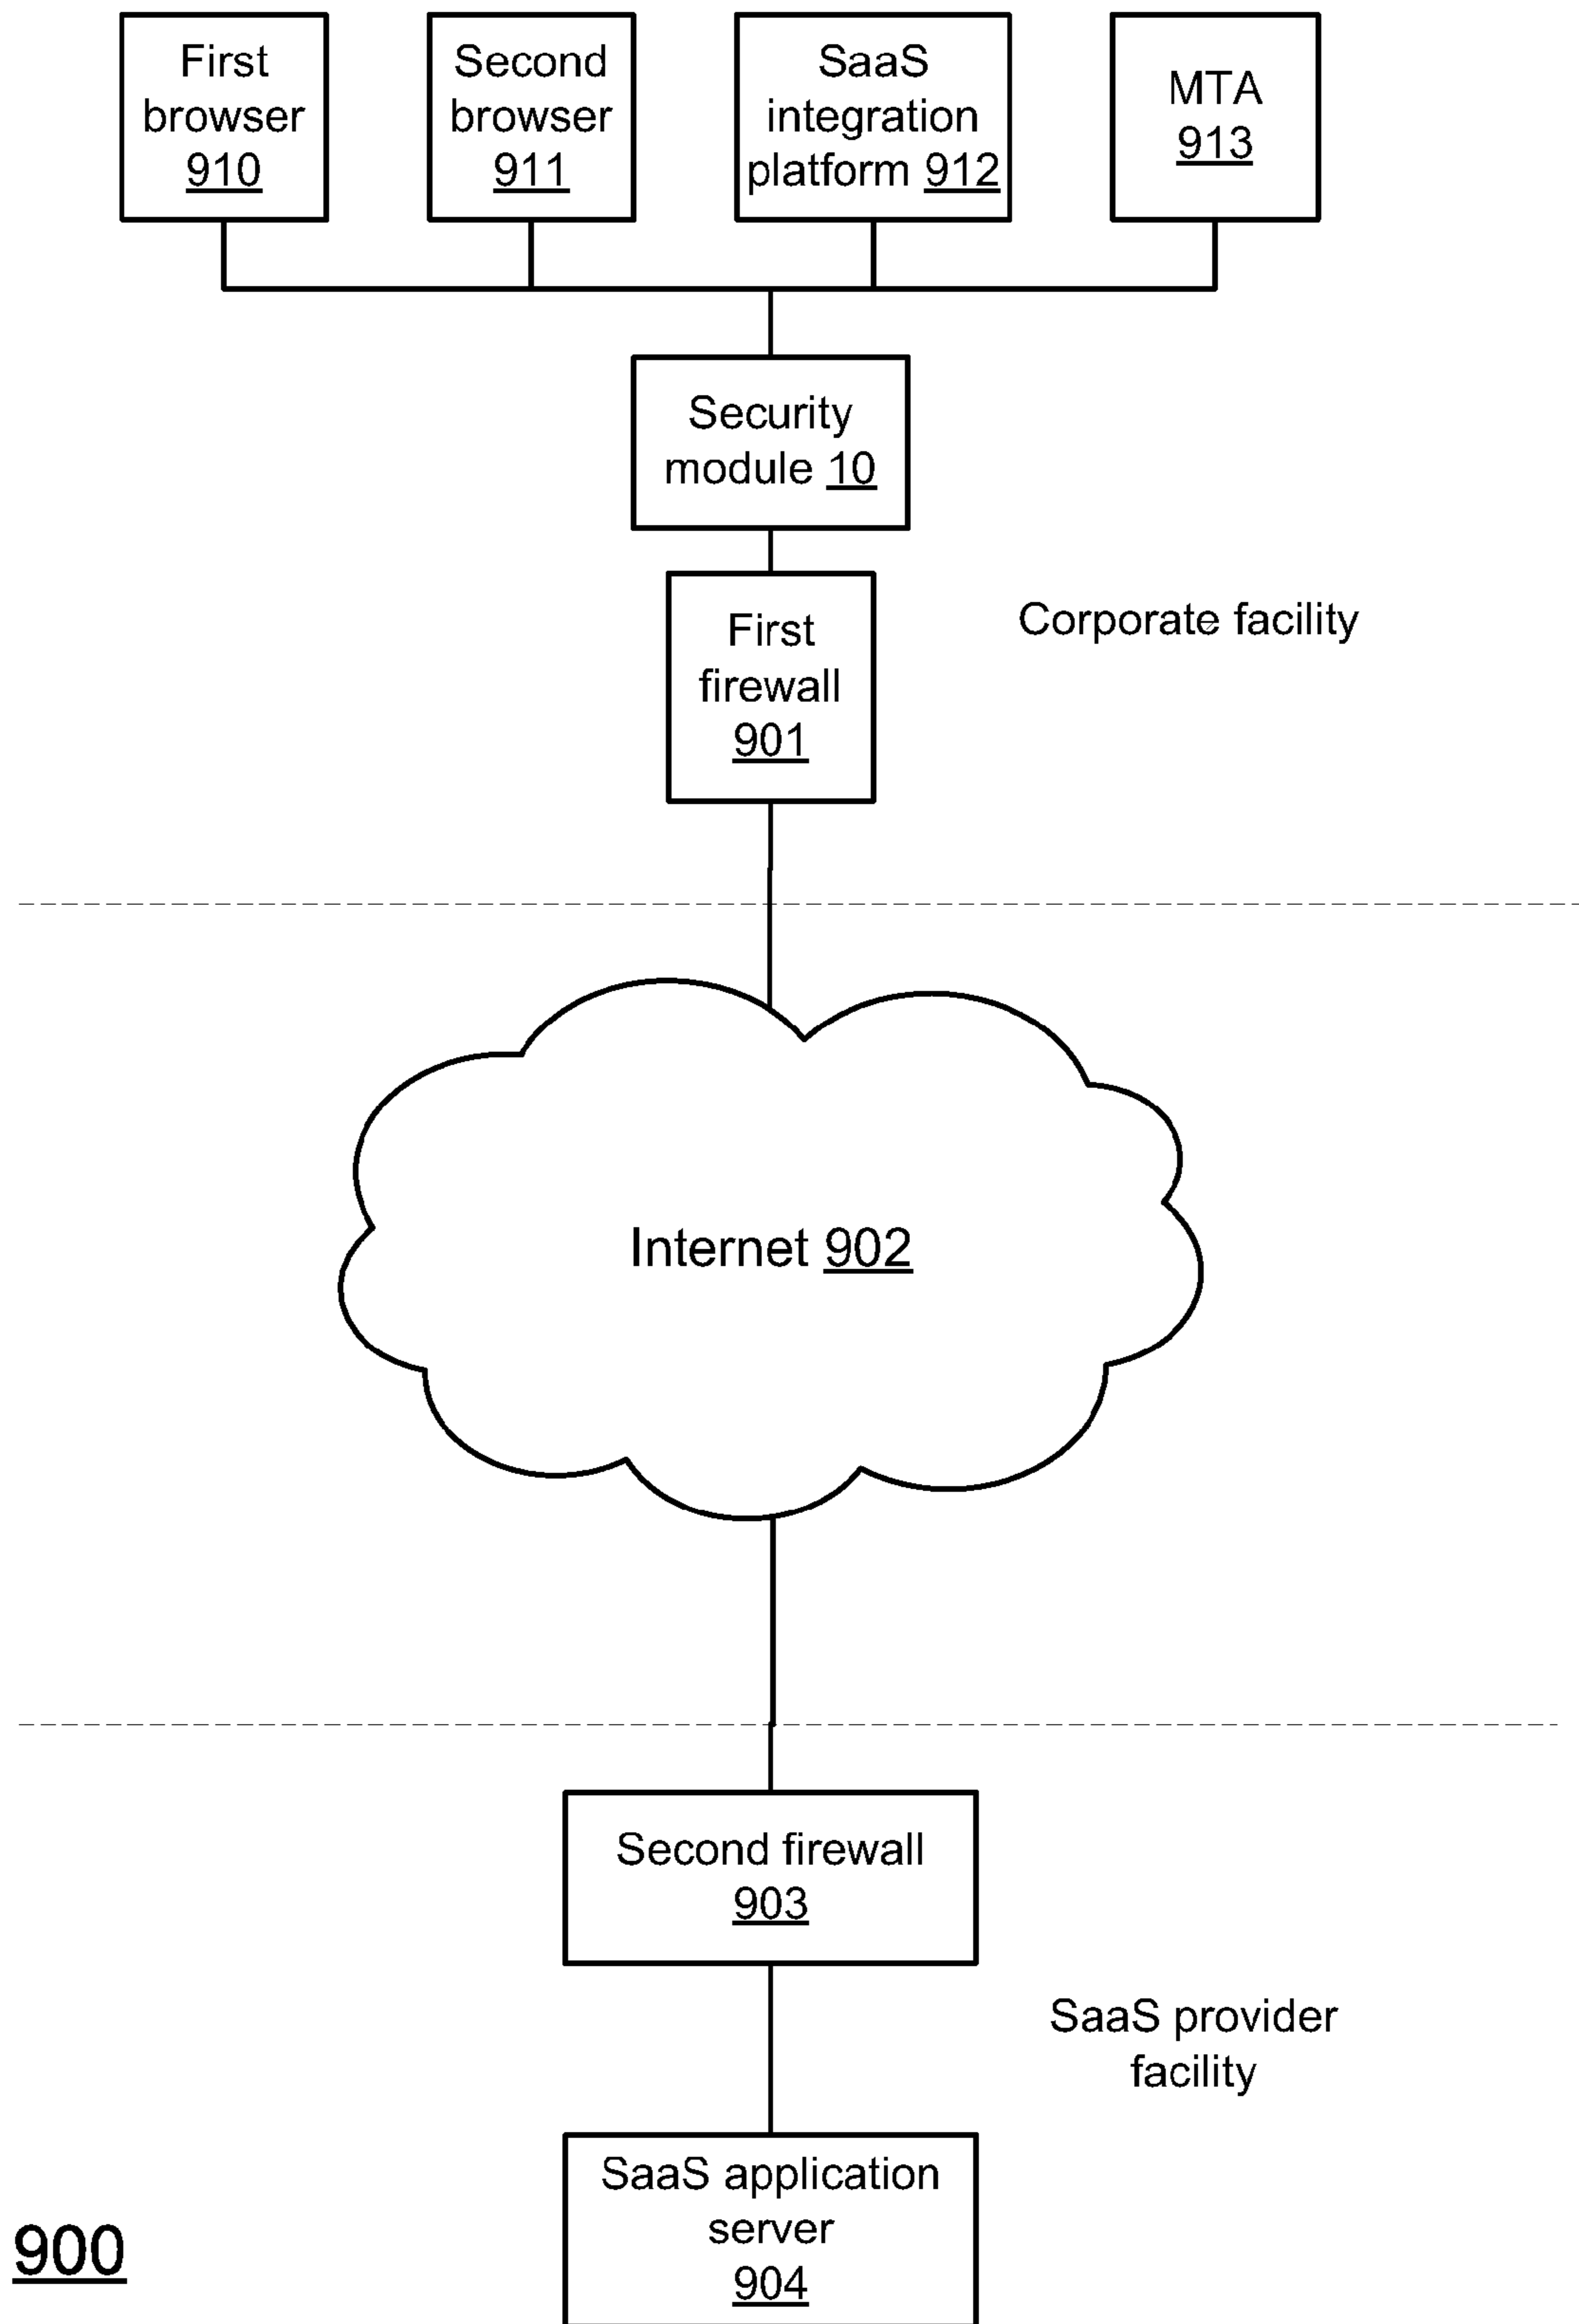 First
browser
910
Second
browser
911
SaaS
integration
platform 912
MTA
913
Security
module 10
First
firewall
901
Corporate facility
Internet 902
Second firewall
903
SaaS provider
facility
SaaS application
server
904
900